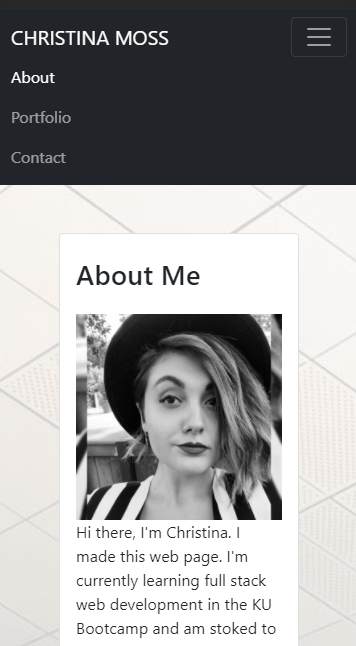 CHRISTINA MOSS
About
Portfolio
Contact
About Me
Hi there, I'm Christina. I
made this web page. I'm
currently learning full stack
web development in the KU
Bootcamp and am stoked to